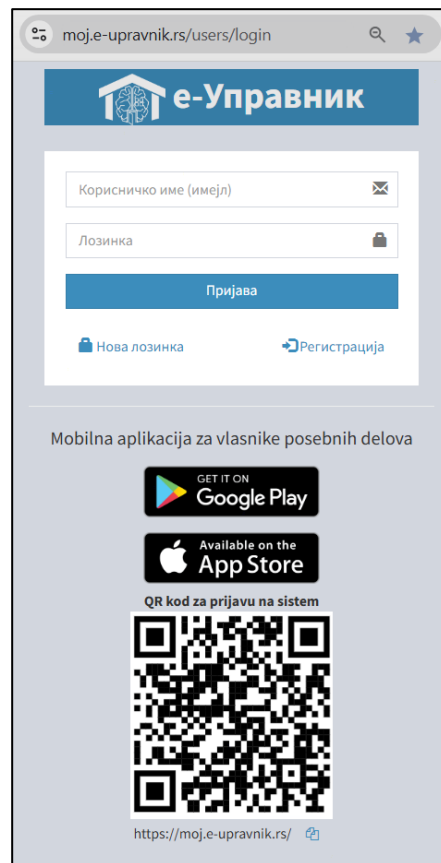 moj.e-upravnik.rs/users/login
е-Управник
Корисничко име (имејл)
Лозинка
Пријава
Нова лозинка
Регистрација
Mobilna aplikacija za vlasnike posebnih delova
GET IT ON
Google Play
Available on the
App Store
QR kod za prijavu na sistem
https://moj.e-upravnik.rs/